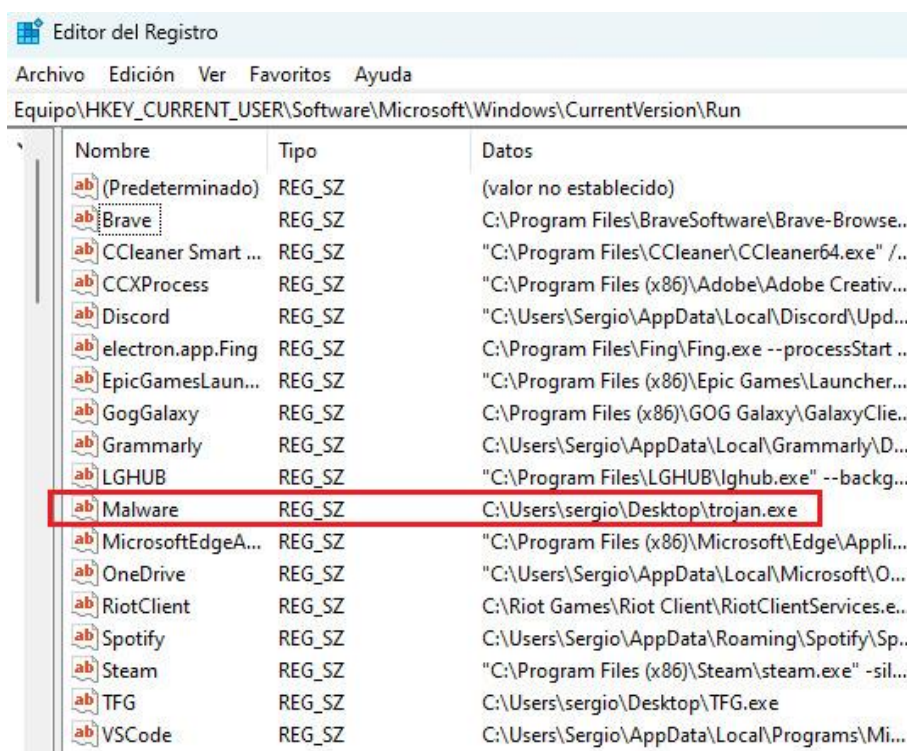 Editor del Registro
Archivo Edición Ver Favoritos Ayuda
Equipo\HKEY_CURRENT_USER\Software\Microsoft\Windows\CurrentVersion\Run
Nombre Tipo Datos
(Predeterminado) REG_SZ (valor no establecido)
Brave REG_SZ C:\Program Files\BraveSoftware\Brave-Browse...
CCleaner Smart ... REG_SZ "C:\Program Files\CCleaner\CCleaner64.exe" /...
CCXProcess REG_SZ "C:\Program Files (x86)\Adobe\Adobe Creativ...
Discord REG_SZ "C:\Users\Sergio\AppData\Local\Discord\Upd...
electron.app.Fing REG_SZ C:\Program Files\Fing\Fing.exe --processStart ...
EpicGamesLaun... REG_SZ "C:\Program Files (x86)\Epic Games\Launcher...
GogGalaxy REG_SZ C:\Program Files (x86)\GOG Galaxy\GalaxyClie...
Grammarly REG_SZ C:\Users\Sergio\AppData\Local\Grammarly\D...
LGHUB REG_SZ "C:\Program Files\LGHUB\lghub.exe" --backg...
Malware REG_SZ C:\Users\sergio\Desktop\trojan.exe
MicrosoftEdgeA... REG_SZ "C:\Program Files (x86)\Microsoft\Edge\Appli...
OneDrive REG_SZ "C:\Users\Sergio\AppData\Local\Microsoft\O...
RiotClient REG_SZ C:\Riot Games\Riot Client\RiotClientServices.e...
Spotify REG_SZ C:\Users\Sergio\AppData\Roaming\Spotify\Sp...
Steam REG_SZ "C:\Program Files (x86)\Steam\steam.exe" -sil...
TFG REG_SZ C:\Users\sergio\Desktop\TFG.exe
VSCode REG_SZ C:\Users\Sergio\AppData\Local\Programs\Mi...